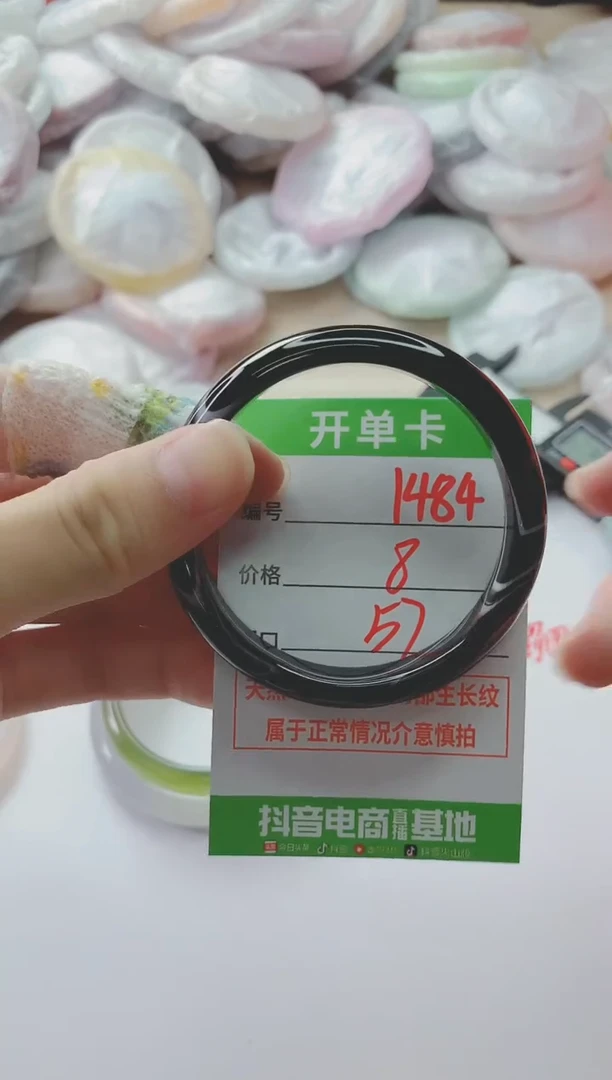 开单卡
编号 1484
价格 8
口 57
天然 部生长纹
属于正常情况介意慎拍
抖音电商直播基地